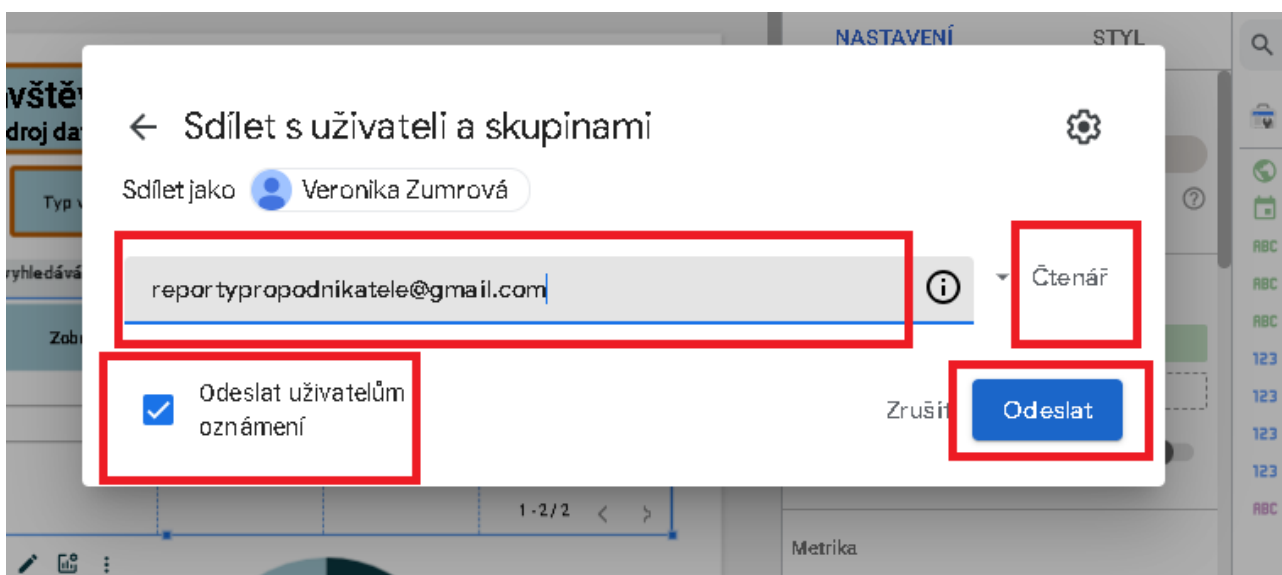 NASTAVENÍ STYL
droj da
Sdílet s uživateli a skupinami
Sdílet jako Veronika Zumrová
Typ
reportypropodnikatele@gmail.com
Čtenář
Odeslat uživatelům
oznámení
Zrušit
Odeslat
1-2/2
Metrika
ABC
ABC
ABC
123
123
123
123
ABC